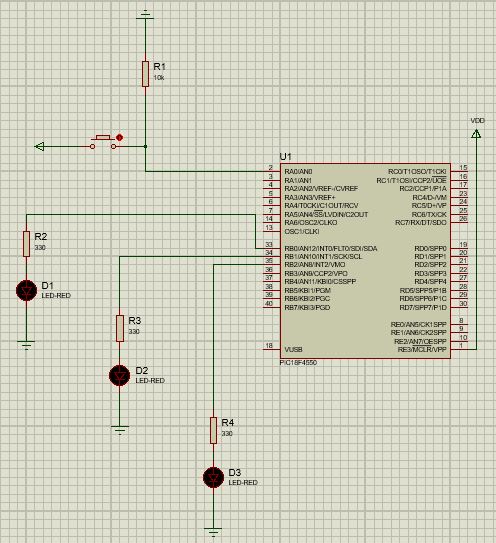 R1
10k
VDD
U1
2 RA0/AN0 RC0/T1OSO/T1CKI 15
3 RA1/AN1 RC1/T1OSI/CCP2/UOE 16
4 RA2/AN2/VREF-/CVREF RC2/CCP1/P1A 17
5 RA3/AN3/VREF+ RC4/D-/VM 23
6 RA4/T0CKI/C1OUT/RCV RC5/D+/VP 24
7 RA5/AN4/SS/LVDIN/C2OUT RC6/TX/CK 25
14 RA6/OSC2/CLKO RC7/RX/DT/SDO 26
13 OSC1/CLKI
33 RB0/AN12/INT0/FLT0/SDI/SDA RD0/SPP0 19
34 RB1/AN10/INT1/SCK/SCL RD1/SPP1 20
35 RB2/AN8/INT2/VMO RD2/SPP2 21
36 RB3/AN9/CCP2/VPO RD3/SPP3 22
37 RB4/AN11/KBI0/CSSPP RD4/SPP4 27
38 RB5/KBI1/PGM RD5/SPP5/P1B 28
39 RB6/KBI2/PGC RD6/SPP6/P1C 29
40 RB7/KBI3/PGD RD7/SPP7/P1D 30
RE0/AN5/CK1SPP 8
RE1/AN6/CK2SPP 9
RE2/AN7/OESPP 10
18 VUSB RE3/MCLR/VPP 1
PIC18F4550
R2
330
D1
LED-RED
R3
330
D2
LED-RED
R4
330
D3
LED-RED